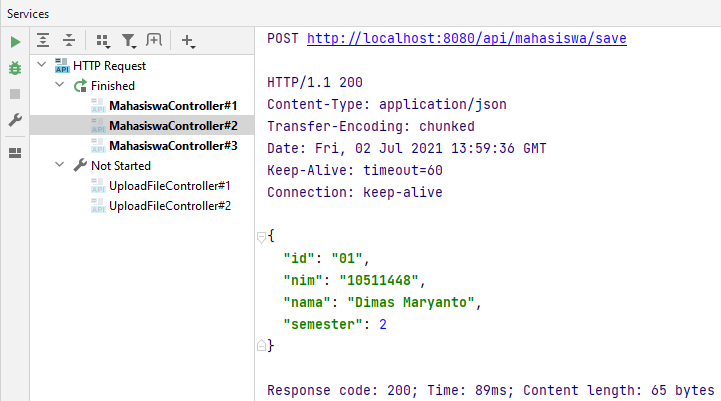 Services
HTTP Request
Finished
MahasiswaController#1
MahasiswaController#2
MahasiswaController#3
Not Started
UploadFileController#1
UploadFileController#2
POST http://localhost:8080/api/mahasiswa/save
HTTP/1.1 200
Content-Type: application/json
Transfer-Encoding: chunked
Date: Fri, 02 Jul 2021 13:59:36 GMT
Keep-Alive: timeout=60
Connection: keep-alive
{
"id": "01",
"nim": "10511448",
"nama": "Dimas Maryanto",
"semester": 2
}
Response code: 200; Time: 89ms; Content length: 65 bytes